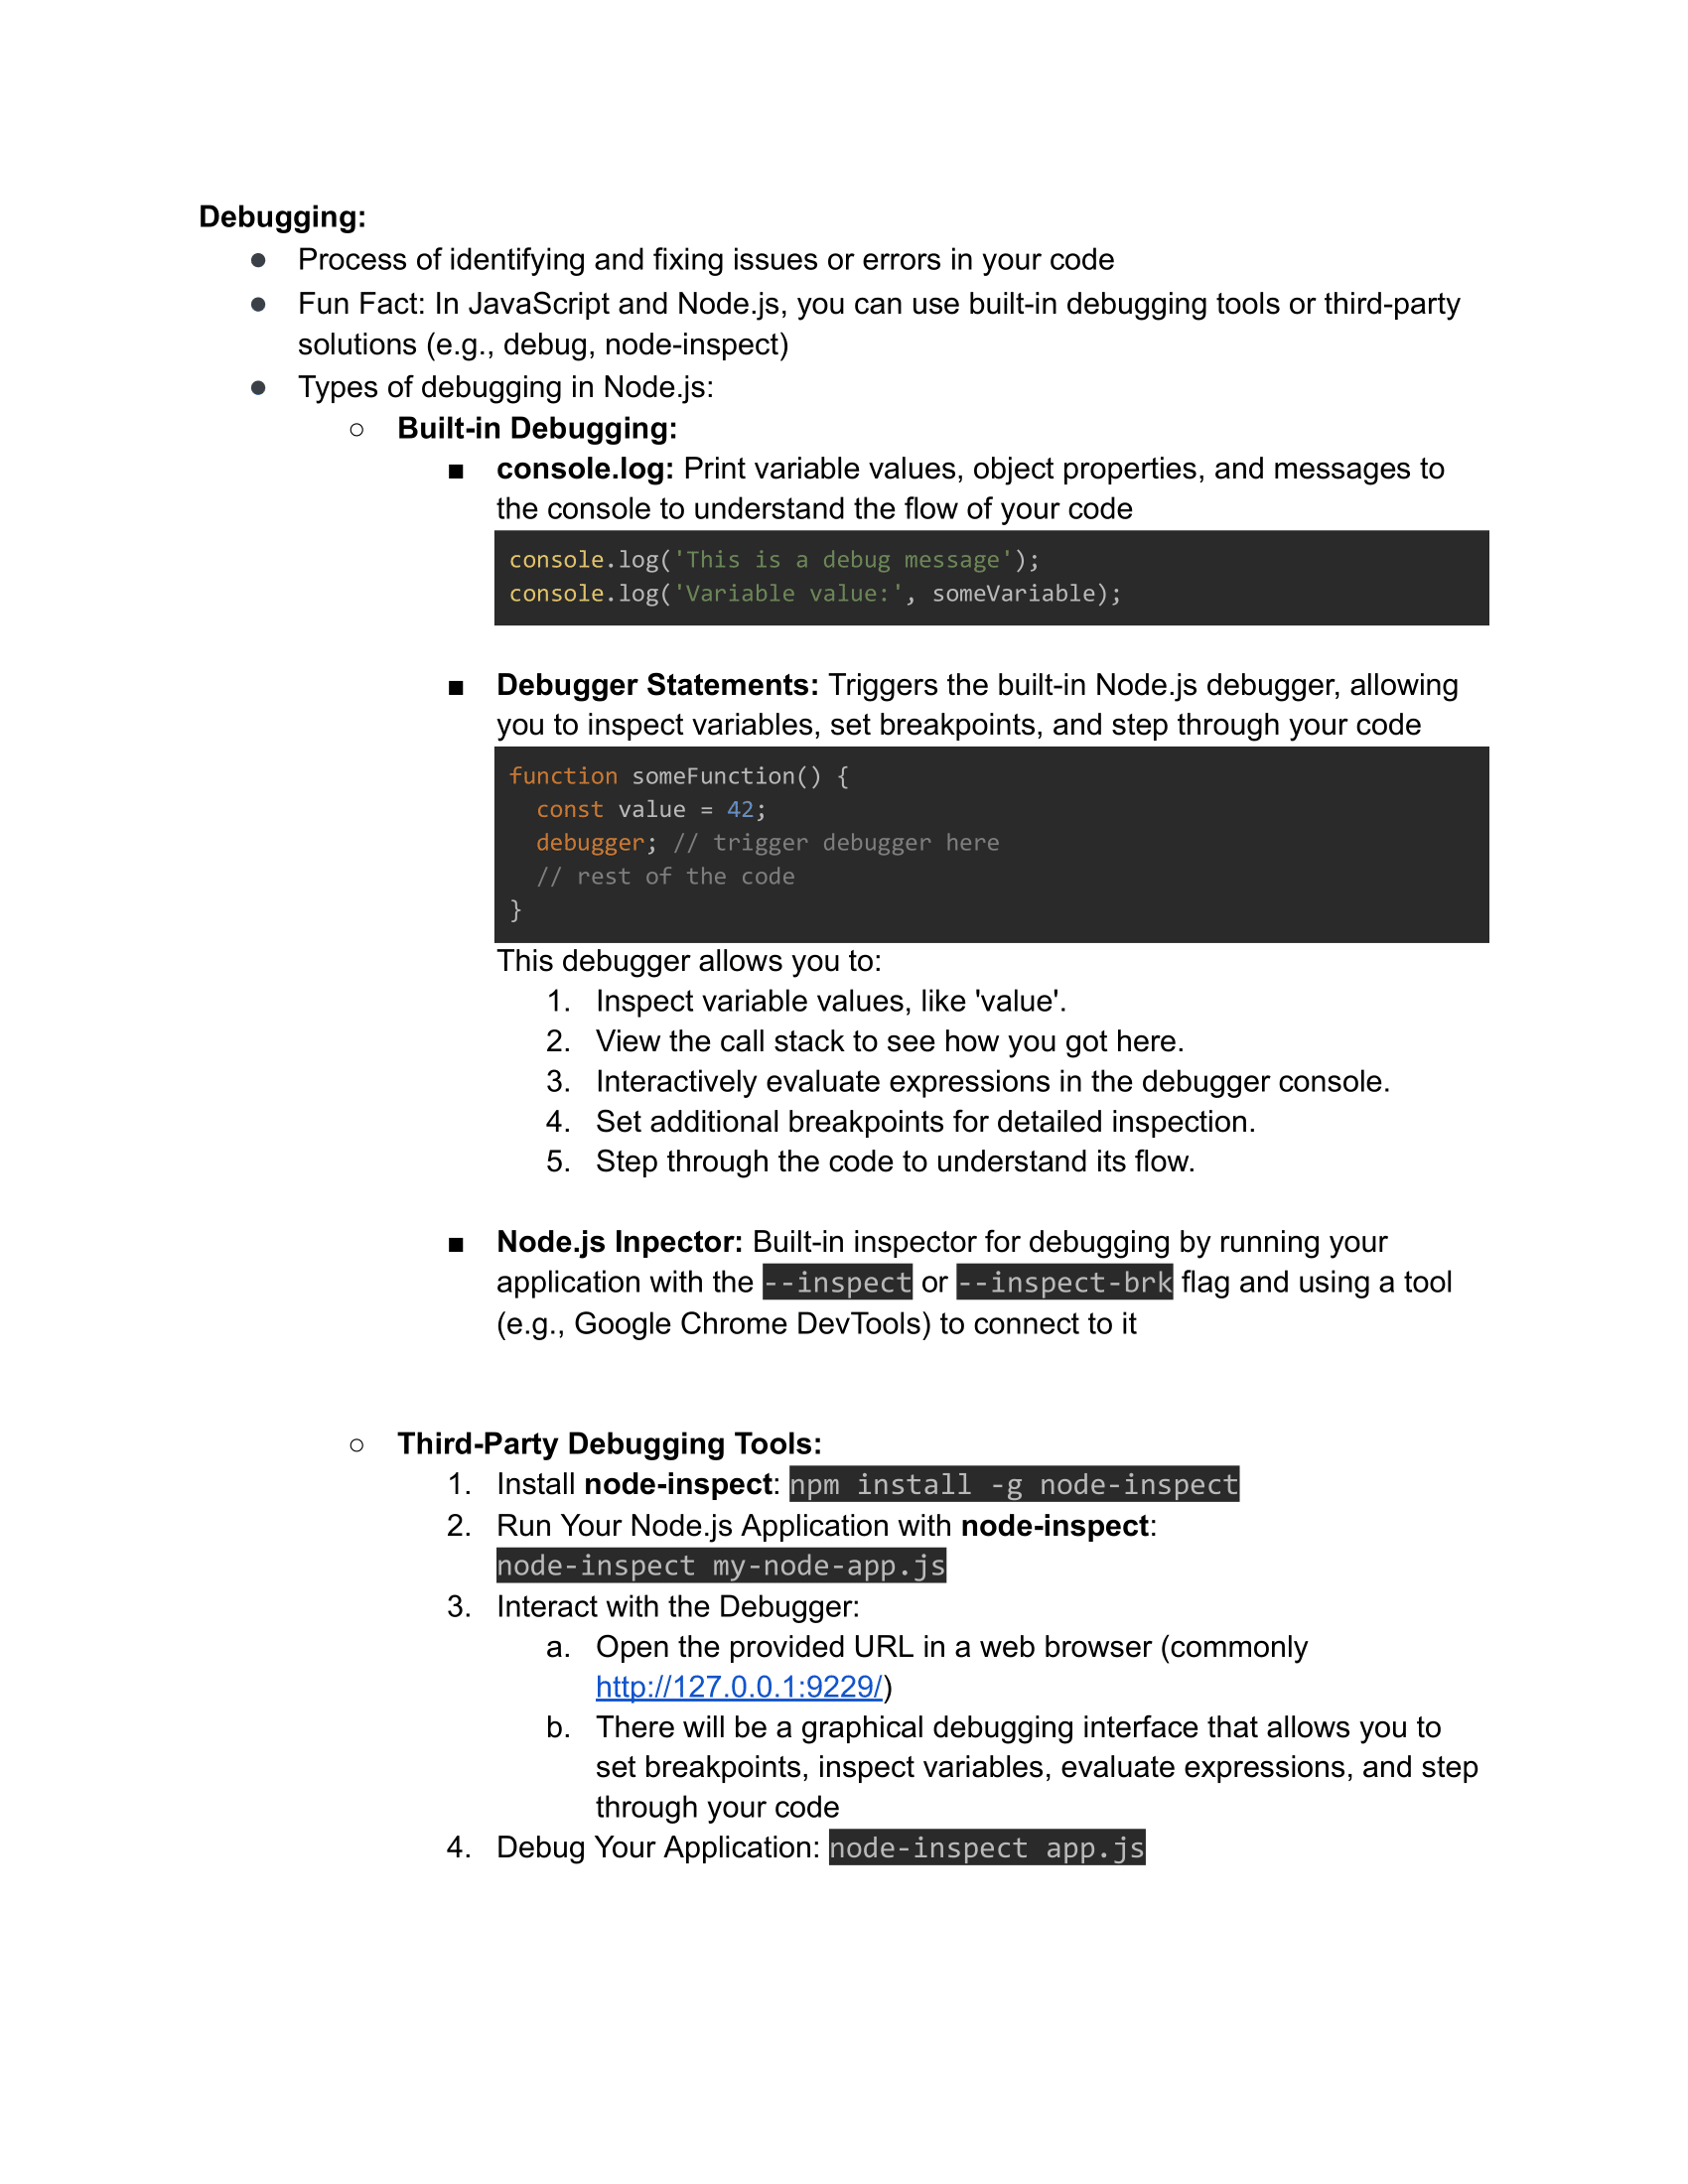 Debugging:
● Process of identifying and fixing issues or errors in your code
● Fun Fact: In JavaScript and Node.js, you can use built-in debugging tools or third-party
solutions (e.g., debug, node-inspect)
● Types of debugging in Node.js:
○ Built-in Debugging:
■ console.log: Print variable values, object properties, and messages to
the console to understand the flow of your code
console.log('This is a debug message');
console.log('Variable value:', someVariable);
■ Debugger Statements: Triggers the built-in Node.js debugger, allowing
you to inspect variables, set breakpoints, and step through your code
function someFunction() {
  const value = 42;
  debugger; // trigger debugger here
  // rest of the code
}
This debugger allows you to:
1. Inspect variable values, like 'value'.
2. View the call stack to see how you got here.
3. Interactively evaluate expressions in the debugger console.
4. Set additional breakpoints for detailed inspection.
5. Step through the code to understand its flow.
■ Node.js Inpector: Built-in inspector for debugging by running your
application with the --inspect or --inspect-brk flag and using a tool
(e.g., Google Chrome DevTools) to connect to it
○ Third-Party Debugging Tools:
1. Install node-inspect: npm install -g node-inspect
2. Run Your Node.js Application with node-inspect:
node-inspect my-node-app.js
3. Interact with the Debugger:
a. Open the provided URL in a web browser (commonly
http://127.0.0.1:9229/)
b. There will be a graphical debugging interface that allows you to
set breakpoints, inspect variables, evaluate expressions, and step
through your code
4. Debug Your Application: node-inspect app.js